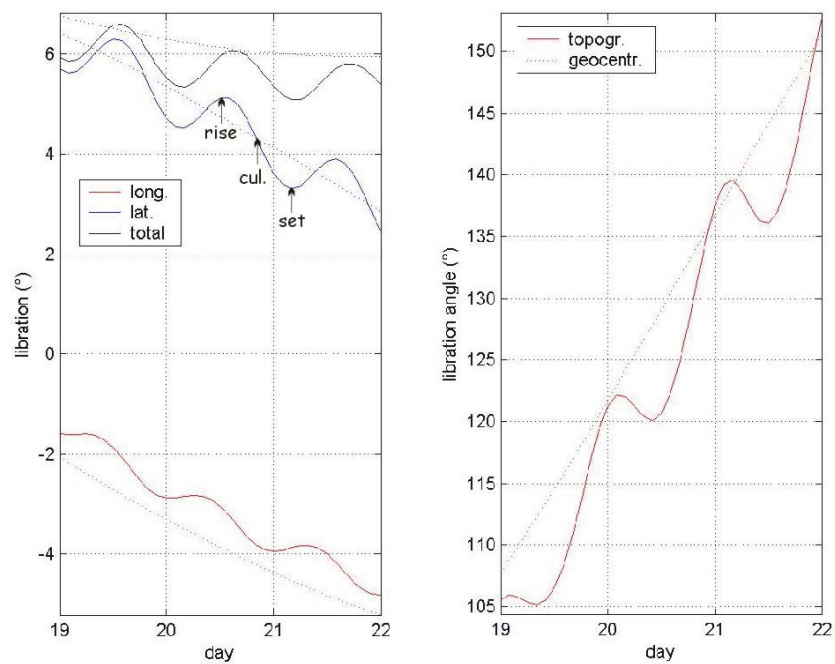 6
4
2
0
-2
-4
19
20
21
22
libration (°)
day
long.
lat.
total
rise
cul.
set
150
145
140
135
130
125
120
115
110
105
19
20
21
22
libration angle (°)
day
topogr.
geocentr.